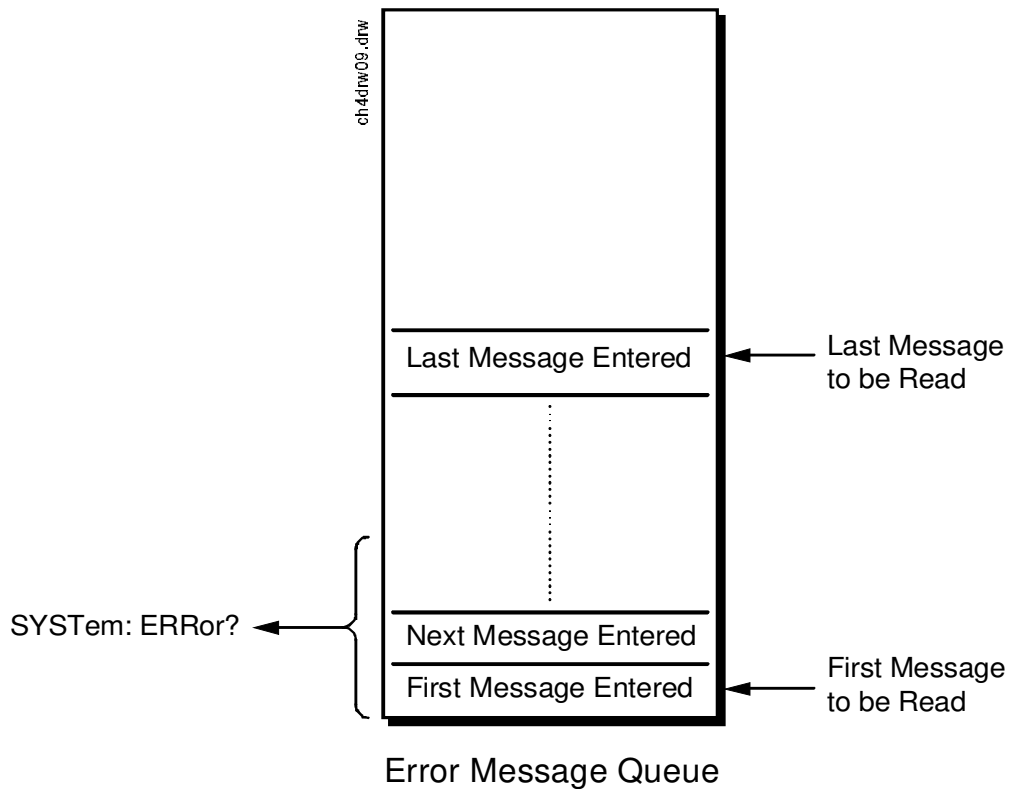 ch4drw09.drw
Last Message Entered
Last Message
to be Read
SYSTem: ERRor?
Next Message Entered
First Message Entered
First Message
to be Read
Error Message Queue